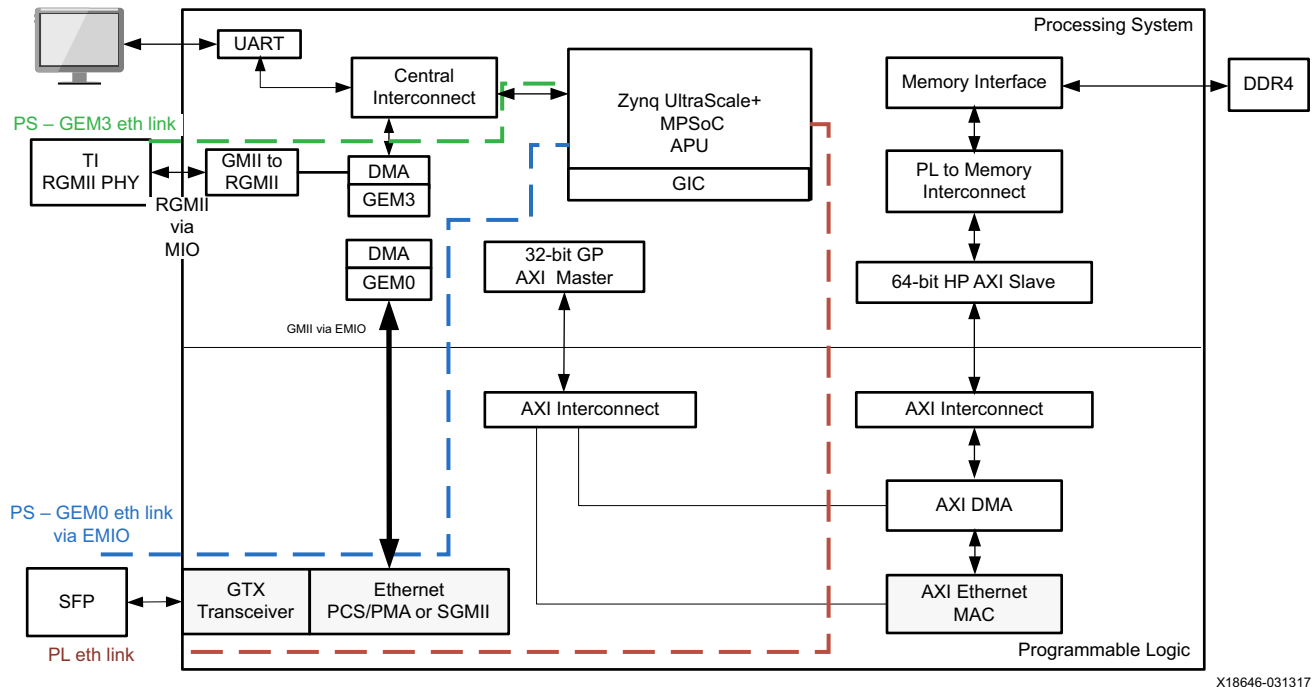 Processing System
UART
Central
Interconnect
Zynq UltraScale+
MPSoC
APU
GIC
Memory Interface
DDR4
PS – GEM3 eth link
TI
RGMII PHY
GMII to
RGMII
DMA
GEM3
PL to Memory
Interconnect
RGMII
via
MIO
DMA
GEM0
32-bit GP
AXI Master
64-bit HP AXI Slave
GMII via EMIO
AXI Interconnect
AXI Interconnect
AXI DMA
PS – GEM0 eth link
via EMIO
SFP
GTX
Transceiver
Ethernet
PCS/PMA or SGMII
AXI Ethernet
MAC
PL eth link
Programmable Logic
X18646-031317